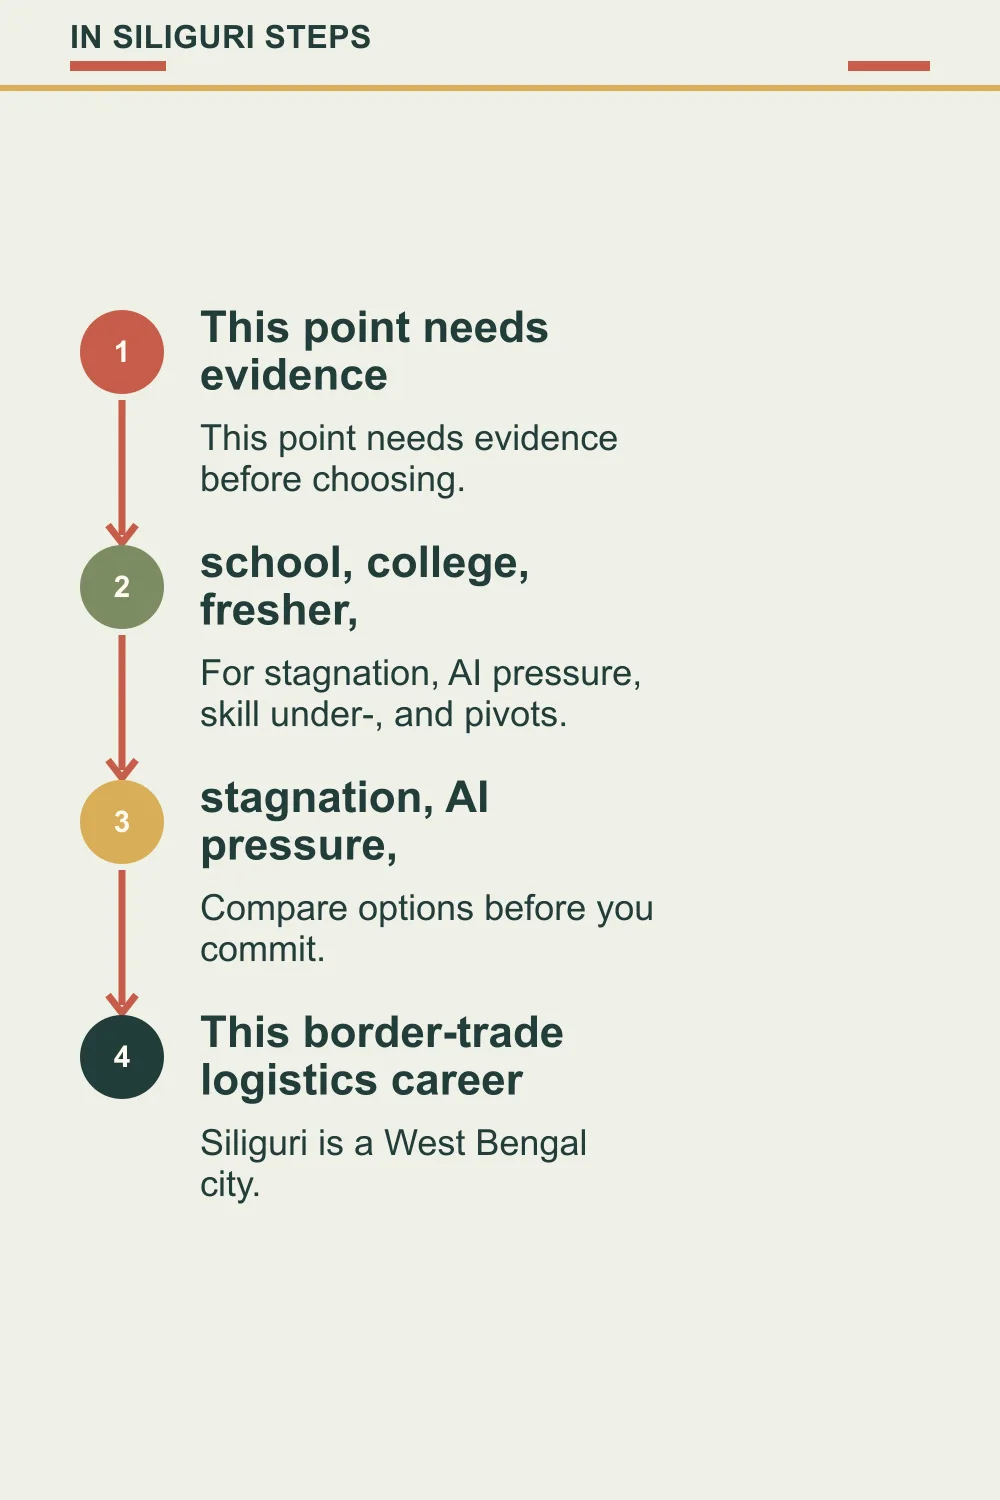 IN SILIGURI STEPS
1
This point needs
evidence
This point needs evidence
before choosing.
2
school, college,
fresher,
For stagnation, AI pressure,
skill under-, and pivots.
3
stagnation, AI
pressure,
Compare options before you
commit.
4
This border-trade
logistics career
Siliguri is a West Bengal
city.